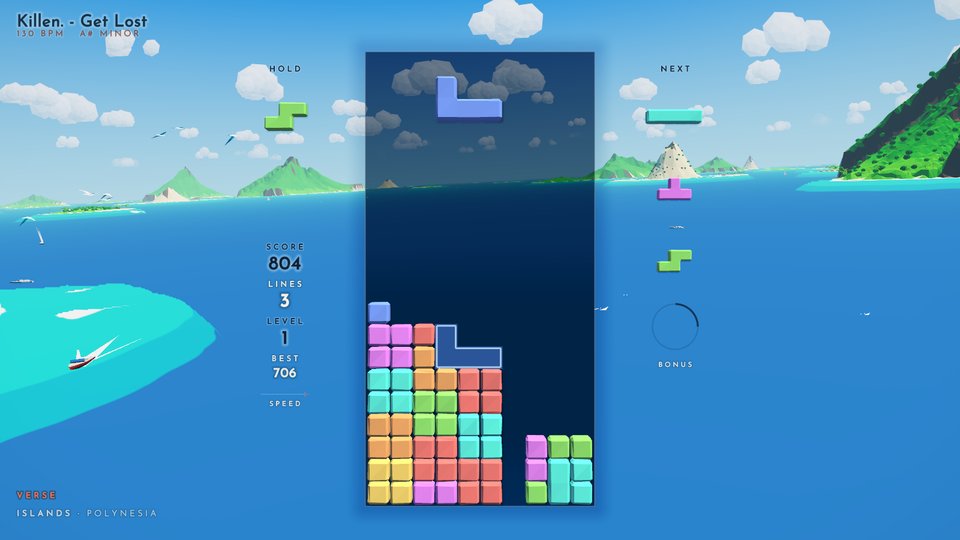 Killen. - Get Lost
130 BPM A# MINOR
HOLD
NEXT
SCORE
804
LINES
3
LEVEL
1
BEST
706
SPEED
BONUS
VERSE
ISLANDS · POLYNESIA